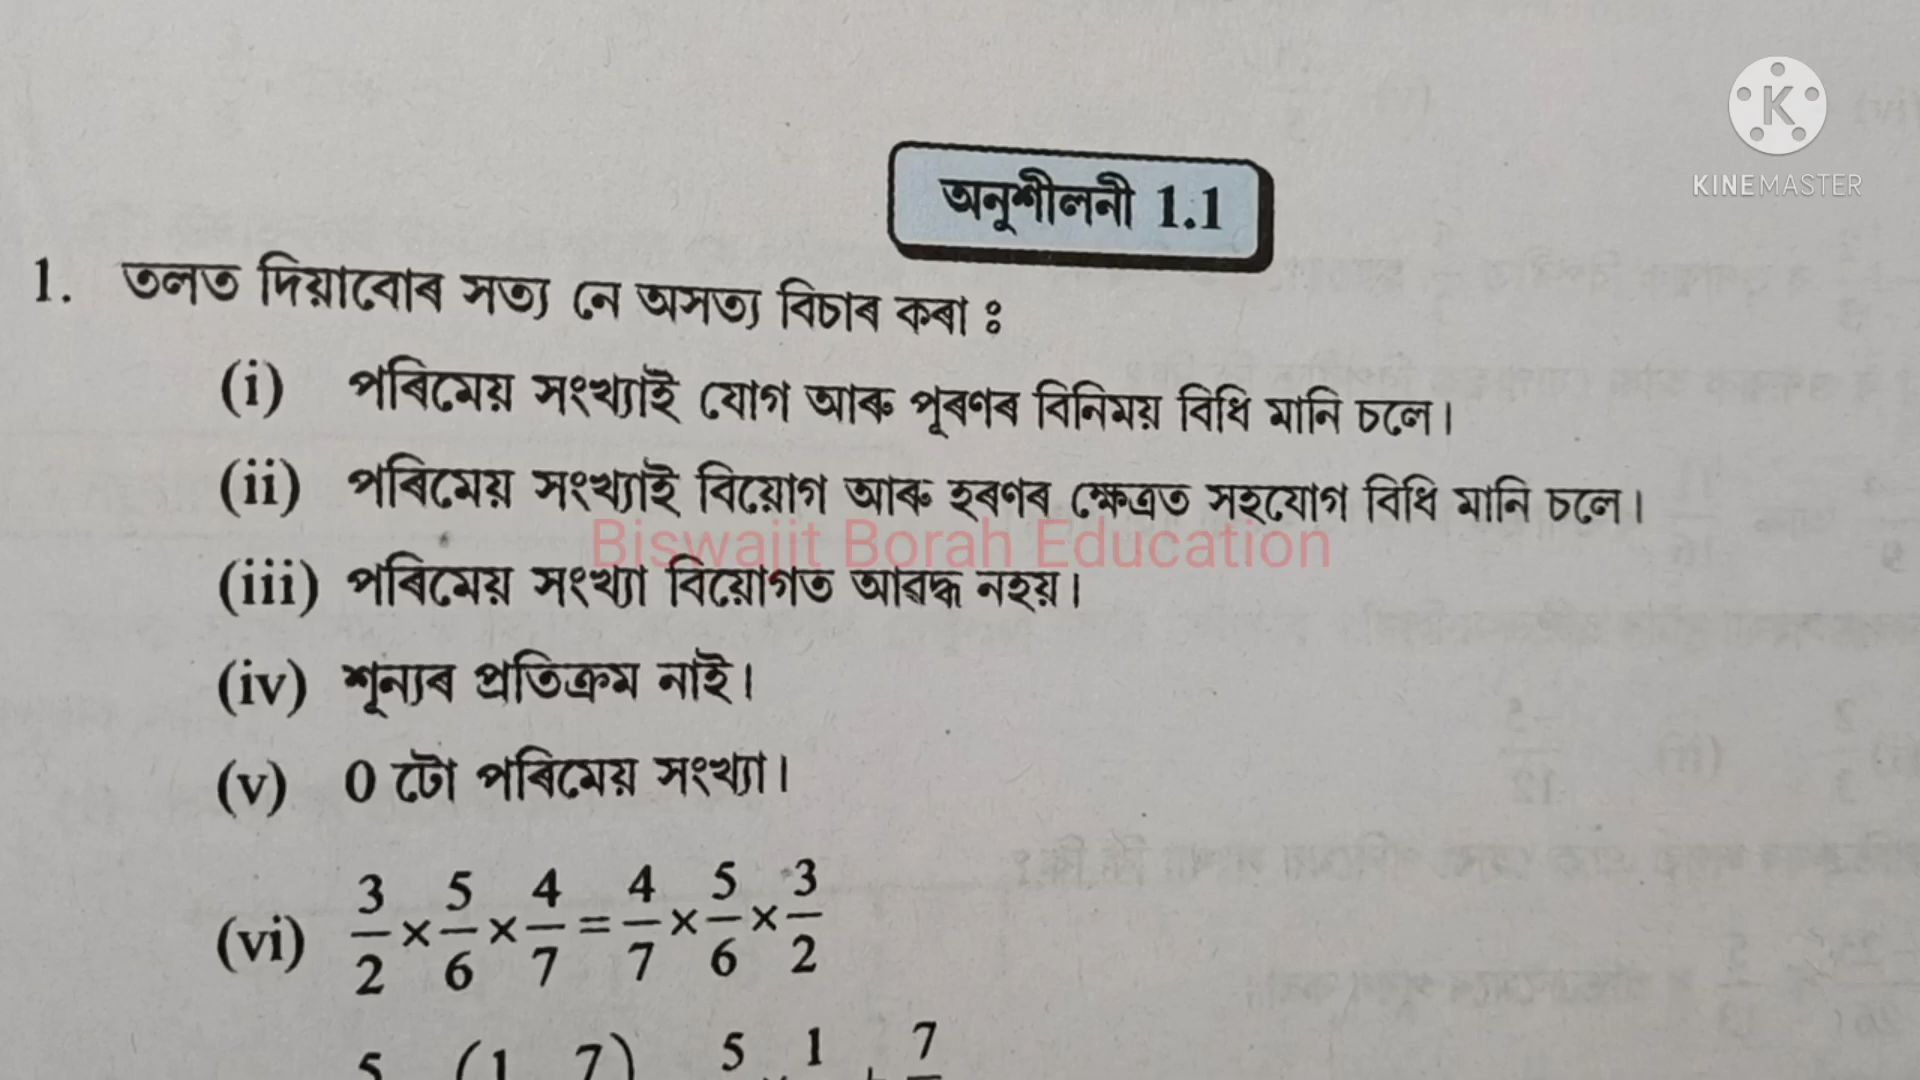 KINEMASTER
অনুশীলনী 1.1
1. তলত দিয়াবোৰ সত্য নে অসত্য বিচাৰ কৰা ঃ
(i) পৰিমেয় সংখ্যাই যোগ আৰু পূৰণৰ বিনিময় বিধি মানি চলে।
(ii) পৰিমেয় সংখ্যাই বিয়োগ আৰু হৰণৰ ক্ষেত্ৰত সহযোগ বিধি মানি চলে।
Biswajit Borah Education
(iii) পৰিমেয় সংখ্যা বিয়োগত আৱদ্ধ নহয়।
(iv) শূন্যৰ প্ৰতিক্ৰম নাই।
(v) 0 টো পৰিমেয় সংখ্যা।
(vi) 3/2 × 5/6 × 4/7 = 4/7 × 5/6 × 3/2